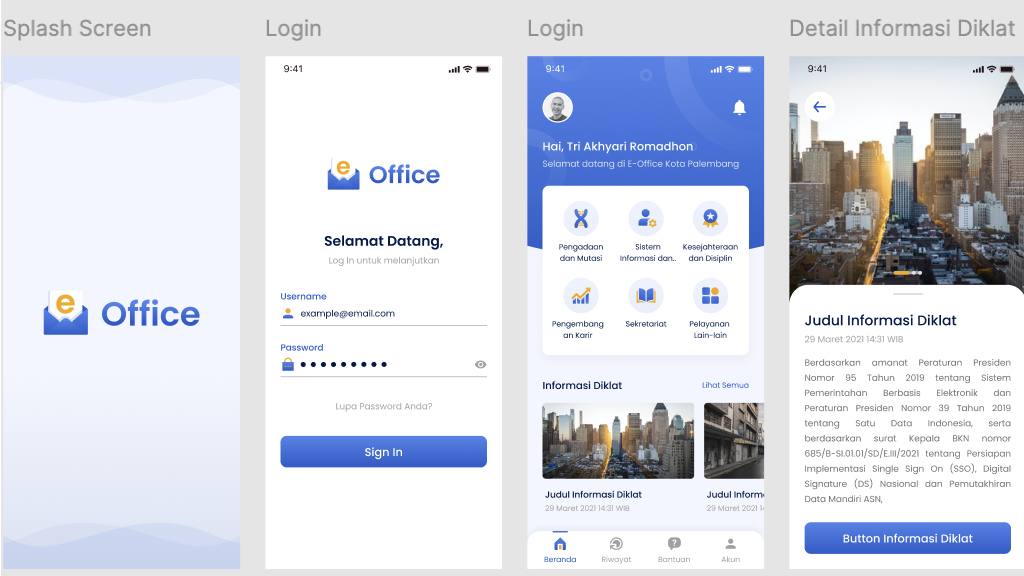 Splash Screen
e Office
Login
9:41
e Office
Selamat Datang,
Log In untuk melanjutkan
Username
example@email.com
Password
Lupa Password Anda?
Sign In
Login
9:41
Hai, Tri Akhyari Romadhon
Selamat datang di E-Office Kota Palembang
Pengadaan
dan Mutasi
Sistem
Informasi dan..
Kesejahteraan
dan Disiplin
Pengembang
an Karir
Sekretariat
Pelayanan
Lain-lain
Informasi Diklat
Lihat Semua
Judul Informasi Diklat
29 Maret 2021 14:31 WIB
Judul Inform
29 Maret 2021 14:
Beranda
Riwayat
Bantuan
Akun
Detail Informasi Diklat
9:41
Judul Informasi Diklat
29 Maret 2021 14:31 WIB
Berdasarkan amanat Peraturan Presiden
Nomor 95 Tahun 2019 tentang Sistem
Pemerintahan Berbasis Elektronik dan
Peraturan Presiden Nomor 39 Tahun 2019
tentang Satu Data Indonesia, serta
berdasarkan surat Kepala BKN nomor
685/B-SI.01.01/SD/E.III/2021 tentang Persiapan
Implementasi Single Sign On (SSO), Digital
Signature (DS) Nasional dan Pemutakhiran
Data Mandiri ASN,
Button Informasi Diklat